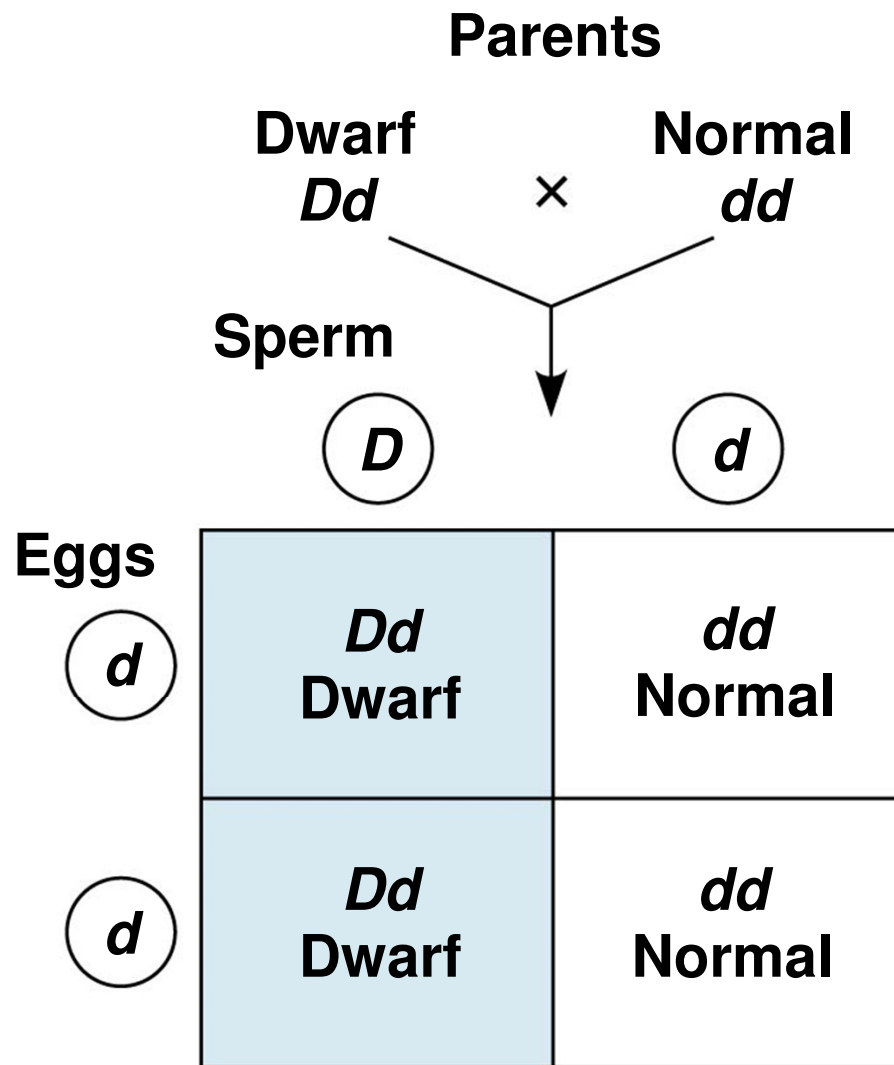 Parents
Dwarf Normal
Dd × dd
Sperm
D d
Eggs
d
Dd dd
Dwarf Normal
d
Dd dd
Dwarf Normal